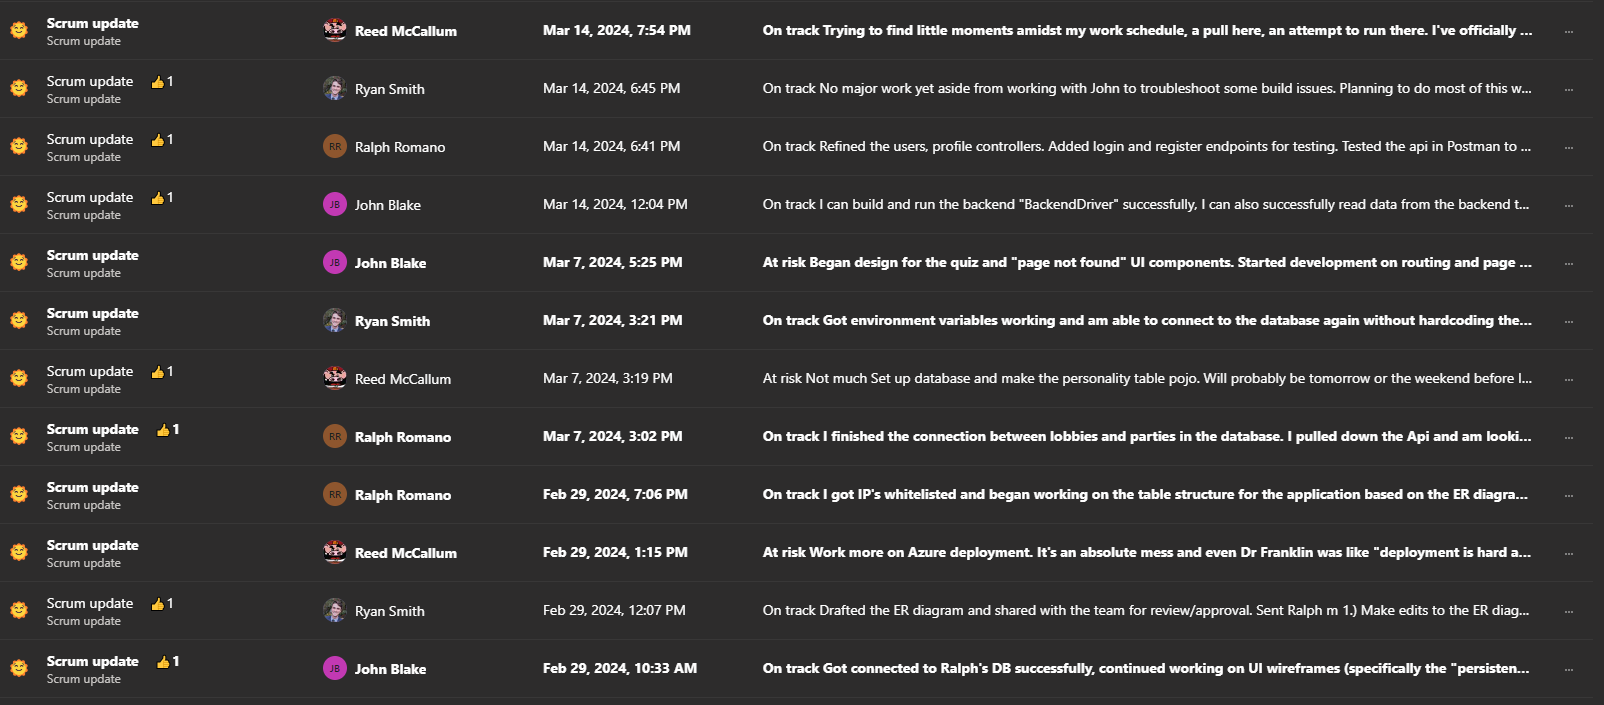 Scrum update
Scrum update
Reed McCallum
Mar 14, 2024, 7:54 PM
On track Trying to find little moments amidst my work schedule, a pull here, an attempt to run there. I've officially ...
Scrum update 👍1
Scrum update
Ryan Smith
Mar 14, 2024, 6:45 PM
On track No major work yet aside from working with John to troubleshoot some build issues. Planning to do most of this w...
Scrum update 👍1
Scrum update
RR
Ralph Romano
Mar 14, 2024, 6:41 PM
On track Refined the users, profile controllers. Added login and register endpoints for testing. Tested the api in Postman to ...
Scrum update 👍1
Scrum update
JB
John Blake
Mar 14, 2024, 12:04 PM
On track I can build and run the backend "BackendDriver" successfully, I can also successfully read data from the backend t...
Scrum update
Scrum update
JB
John Blake
Mar 7, 2024, 5:25 PM
At risk Began design for the quiz and "page not found" UI components. Started development on routing and page ...
Scrum update
Scrum update
Ryan Smith
Mar 7, 2024, 3:21 PM
On track Got environment variables working and am able to connect to the database again without hardcoding the...
Scrum update 👍1
Scrum update
Reed McCallum
Mar 7, 2024, 3:19 PM
At risk Not much Set up database and make the personality table pojo. Will probably be tomorrow or the weekend before I...
Scrum update 👍1
Scrum update
RR
Ralph Romano
Mar 7, 2024, 3:02 PM
On track I finished the connection between lobbies and parties in the database. I pulled down the Api and am looki...
Scrum update
Scrum update
RR
Ralph Romano
Feb 29, 2024, 7:06 PM
On track I got IP's whitelisted and began working on the table structure for the application based on the ER diagra...
Scrum update
Scrum update
Reed McCallum
Feb 29, 2024, 1:15 PM
At risk Work more on Azure deployment. It's an absolute mess and even Dr Franklin was like "deployment is hard a...
Scrum update 👍1
Scrum update
Ryan Smith
Feb 29, 2024, 12:07 PM
On track Drafted the ER diagram and shared with the team for review/approval. Sent Ralph m 1.) Make edits to the ER diag...
Scrum update 👍1
Scrum update
JB
John Blake
Feb 29, 2024, 10:33 AM
On track Got connected to Ralph's DB successfully, continued working on UI wireframes (specifically the "persisten...